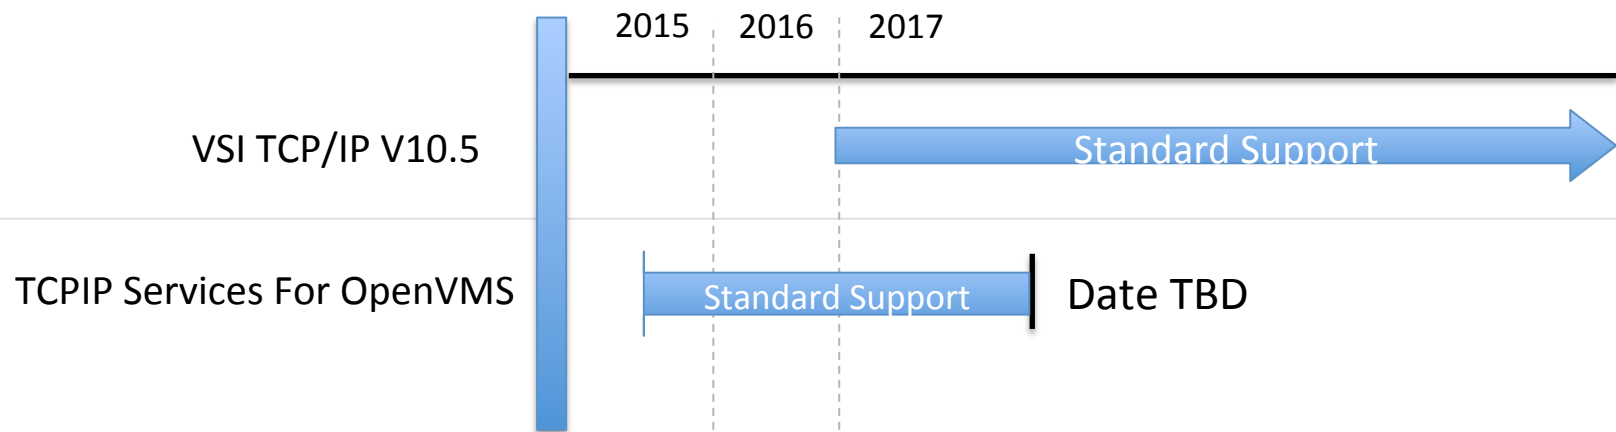 2015 2016 2017
VSI TCP/IP V10.5
Standard Support
TCPIP Services For OpenVMS
Standard Support
Date TBD